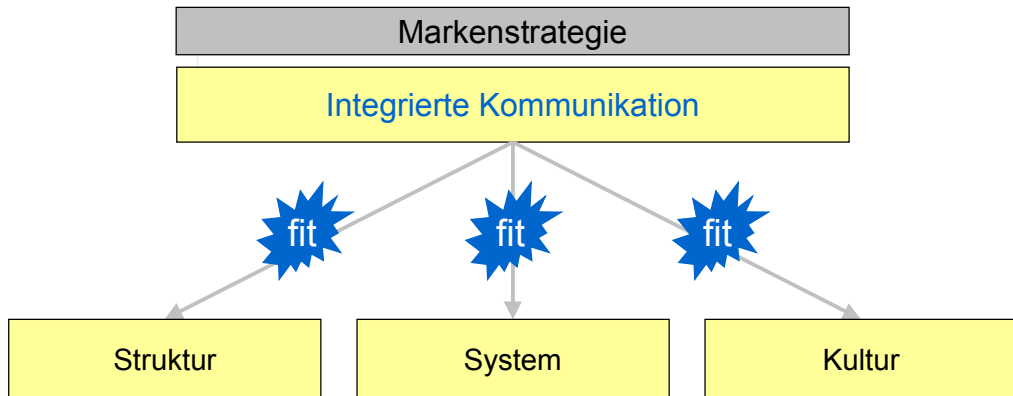 Markenstrategie
Integrierte Kommunikation
fit
fit
fit
Struktur
System
Kultur